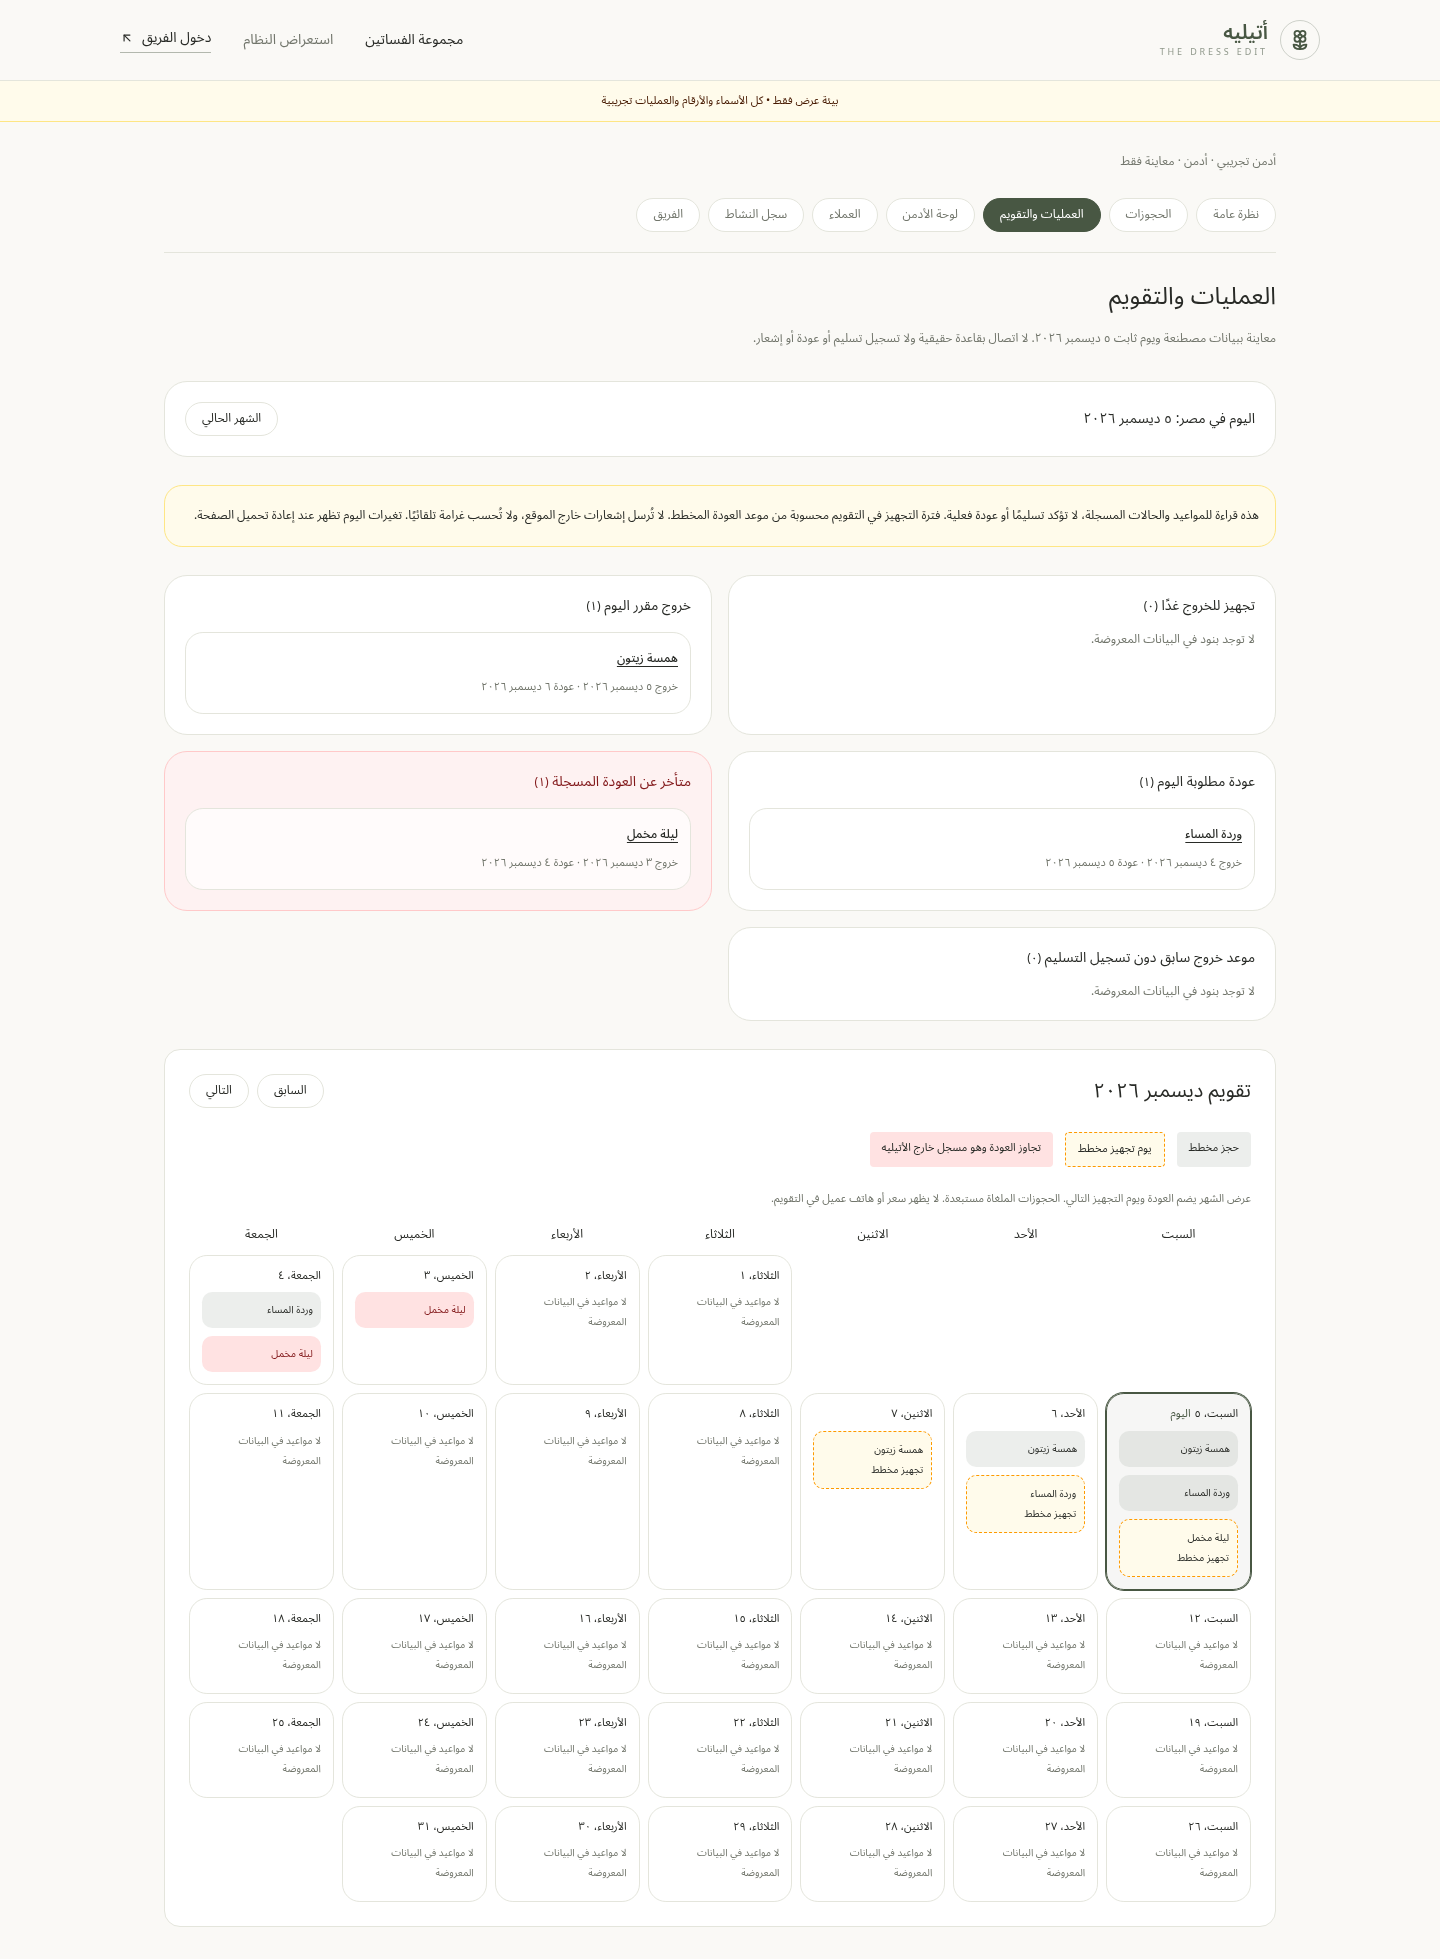 أتيليه
THE DRESS EDIT
مجموعة الفساتين
استعراض النظام
دخول الفريق
بيئة عرض فقط • كل الأسماء والأرقام والعمليات تجريبية
أدمن تجريبي · أدمن · معاينة فقط
نظرة عامة
الحجوزات
العمليات والتقويم
لوحة الأدمن
العملاء
سجل النشاط
الفريق
العمليات والتقويم
معاينة ببيانات مصطنعة ويوم ثابت ٥ ديسمبر ٢٠٢٦. لا اتصال بقاعدة حقيقية ولا تسجيل تسليم أو عودة أو إشعار.
اليوم في مصر: ٥ ديسمبر ٢٠٢٦
الشهر الحالي
هذه قراءة للمواعيد والحالات المسجلة، لا تؤكد تسليمًا أو عودة فعلية. فترة التجهيز في التقويم محسوبة من موعد العودة المخطط. لا تُرسل إشعارات خارج الموقع، ولا تُحسب غرامة تلقائيًا. تغيرات اليوم تظهر عند إعادة تحميل الصفحة.
تجهيز للخروج غدًا (٠)
لا توجد بنود في البيانات المعروضة.
خروج مقرر اليوم (١)
همسة زيتون
خروج ٥ ديسمبر ٢٠٢٦ · عودة ٦ ديسمبر ٢٠٢٦
عودة مطلوبة اليوم (١)
وردة المساء
خروج ٤ ديسمبر ٢٠٢٦ · عودة ٥ ديسمبر ٢٠٢٦
متأخر عن العودة المسجلة (١)
ليلة مخمل
خروج ٣ ديسمبر ٢٠٢٦ · عودة ٤ ديسمبر ٢٠٢٦
موعد خروج سابق دون تسجيل التسليم (٠)
لا توجد بنود في البيانات المعروضة.
تقويم ديسمبر ٢٠٢٦
السابق
التالي
حجز مخطط
يوم تجهيز مخطط
تجاوز العودة وهو مسجل خارج الأتيليه
عرض الشهر يضم العودة ويوم التجهيز التالي. الحجوزات الملغاة مستبعدة. لا يظهر سعر أو هاتف عميل في التقويم.
السبت
الأحد
الاثنين
الثلاثاء
الأربعاء
الخميس
الجمعة
الثلاثاء، ١
لا مواعيد في البيانات
المعروضة
الأربعاء، ٢
لا مواعيد في البيانات
المعروضة
الخميس، ٣
ليلة مخمل
الجمعة، ٤
وردة المساء
ليلة مخمل
السبت، ٥ اليوم
همسة زيتون
وردة المساء
ليلة مخمل
تجهيز مخطط
الأحد، ٦
همسة زيتون
وردة المساء
تجهيز مخطط
الاثنين، ٧
همسة زيتون
تجهيز مخطط
الثلاثاء، ٨
لا مواعيد في البيانات
المعروضة
الأربعاء، ٩
لا مواعيد في البيانات
المعروضة
الخميس، ١٠
لا مواعيد في البيانات
المعروضة
الجمعة، ١١
لا مواعيد في البيانات
المعروضة
السبت، ١٢
لا مواعيد في البيانات
المعروضة
الأحد، ١٣
لا مواعيد في البيانات
المعروضة
الاثنين، ١٤
لا مواعيد في البيانات
المعروضة
الثلاثاء، ١٥
لا مواعيد في البيانات
المعروضة
الأربعاء، ١٦
لا مواعيد في البيانات
المعروضة
الخميس، ١٧
لا مواعيد في البيانات
المعروضة
الجمعة، ١٨
لا مواعيد في البيانات
المعروضة
السبت، ١٩
لا مواعيد في البيانات
المعروضة
الأحد، ٢٠
لا مواعيد في البيانات
المعروضة
الاثنين، ٢١
لا مواعيد في البيانات
المعروضة
الثلاثاء، ٢٢
لا مواعيد في البيانات
المعروضة
الأربعاء، ٢٣
لا مواعيد في البيانات
المعروضة
الخميس، ٢٤
لا مواعيد في البيانات
المعروضة
الجمعة، ٢٥
لا مواعيد في البيانات
المعروضة
السبت، ٢٦
لا مواعيد في البيانات
المعروضة
الأحد، ٢٧
لا مواعيد في البيانات
المعروضة
الاثنين، ٢٨
لا مواعيد في البيانات
المعروضة
الثلاثاء، ٢٩
لا مواعيد في البيانات
المعروضة
الأربعاء، ٣٠
لا مواعيد في البيانات
المعروضة
الخميس، ٣١
لا مواعيد في البيانات
المعروضة